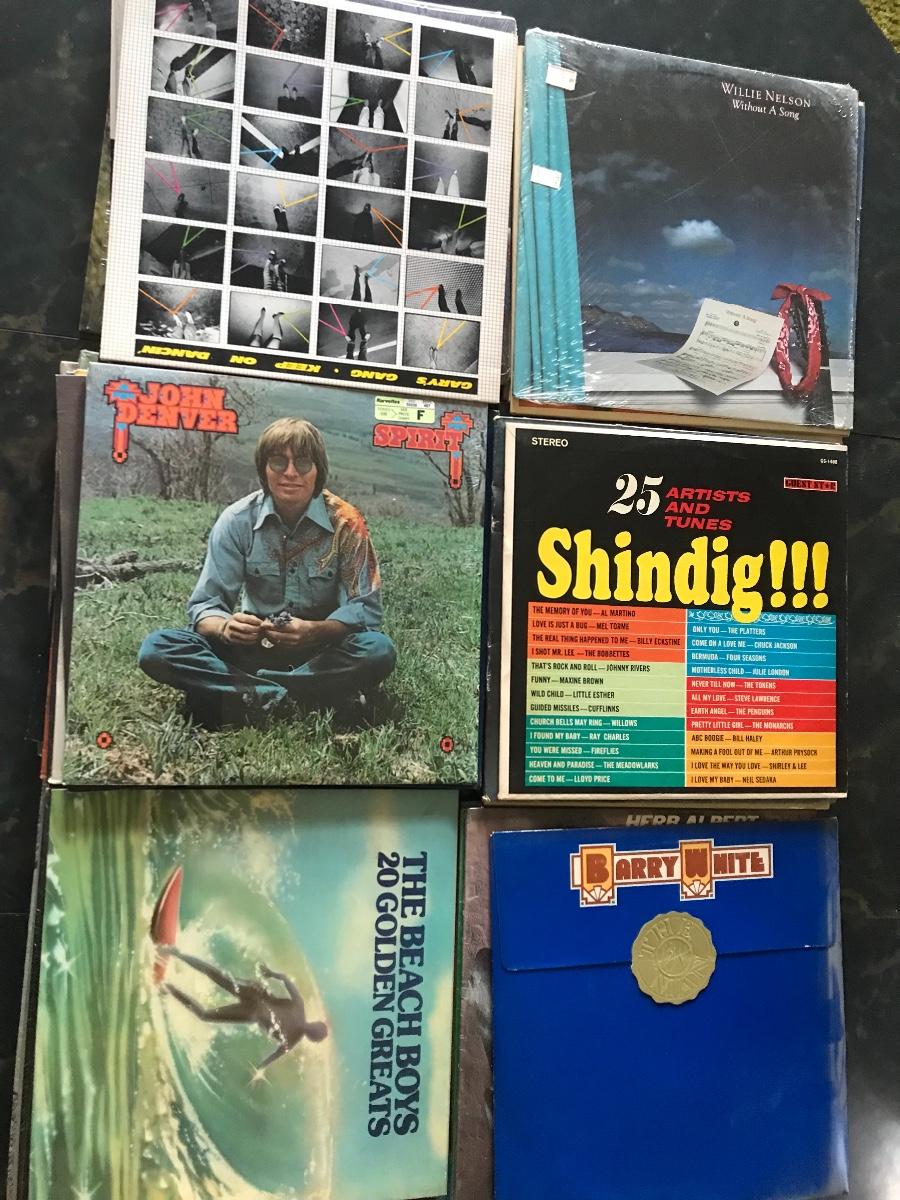 GARY'S GANG • KEEP ON DANCIN'
WILLIE NELSON
Without A Song
JOHN
DENVER
SPIRIT
F
STEREO
GUEST STAR
25 ARTISTS
AND
TUNES
Shindig!!!
THE MEMORY OF YOU — AL MARTINO
LOVE IS JUST A BUG — MEL TORME
THE REAL THING HAPPENED TO ME — BILLY ECKSTINE
I SHOT MR. LEE — THE BOBBETTES
THAT'S ROCK AND ROLL — JOHNNY RIVERS
FUNNY — MAXINE BROWN
WILD CHILD — LITTLE ESTHER
GUIDED MISSILES — CUFFLINKS
CHURCH BELLS MAY RING — WILLOWS
I FOUND MY BABY — RAY CHARLES
YOU WERE MISSED — FIREFLIES
HEAVEN AND PARADISE — THE MEADOWLARKS
COME TO ME — LLOYD PRICE
ONLY YOU — THE PLATTERS
COME ON A LOVE ME — CHUCK JACKSON
BERMUDA — FOUR SEASONS
MOTHERLESS CHILD — JULIE LONDON
NEVER TILL NOW — THE TOKENS
ALL MY LOVE — STEVE LAWRENCE
EARTH ANGEL — THE PENGUINS
PRETTY LITTLE GIRL — THE MONARCHS
ABC BOOGIE — BILL HALEY
MAKING A FOOL OUT OF ME — ARTHUR PRYSOCK
I LOVE THE WAY YOU LOVE — SHIRLEY & LEE
I LOVE MY BABY — NEIL SEDAKA
THE BEACH BOYS
20 GOLDEN GREATS
HERB ALPERT
BARRY WHITE
THE
MAN